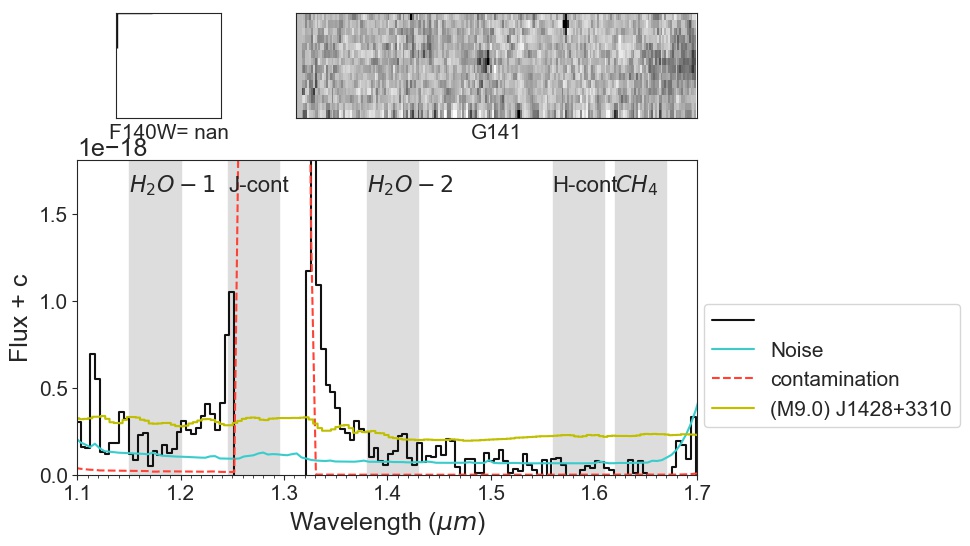 F140W= nan
G141
1e−18
H₂O − 1
J-cont
H₂O − 2
H-cont
CH₄
1.5
1.0
0.5
0.0
Flux + c
1.1
1.2
1.3
1.4
1.5
1.6
1.7
Wavelength (μm)
Noise
contamination
(M9.0) J1428+3310